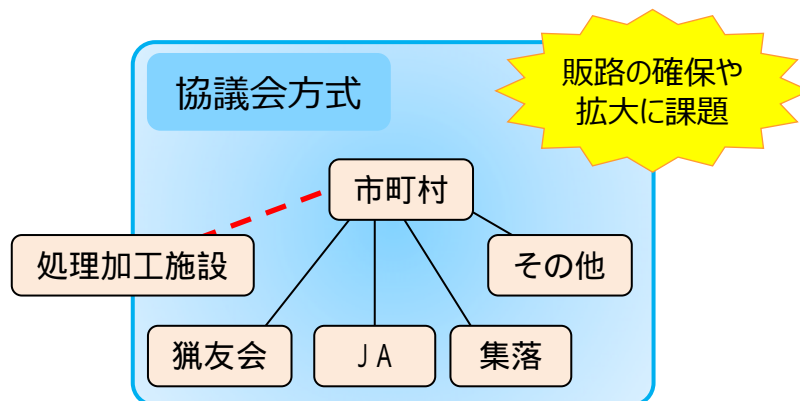 協議会方式
販路の確保や
拡大に課題
市町村
処理加工施設
その他
猟友会
ＪＡ
集落